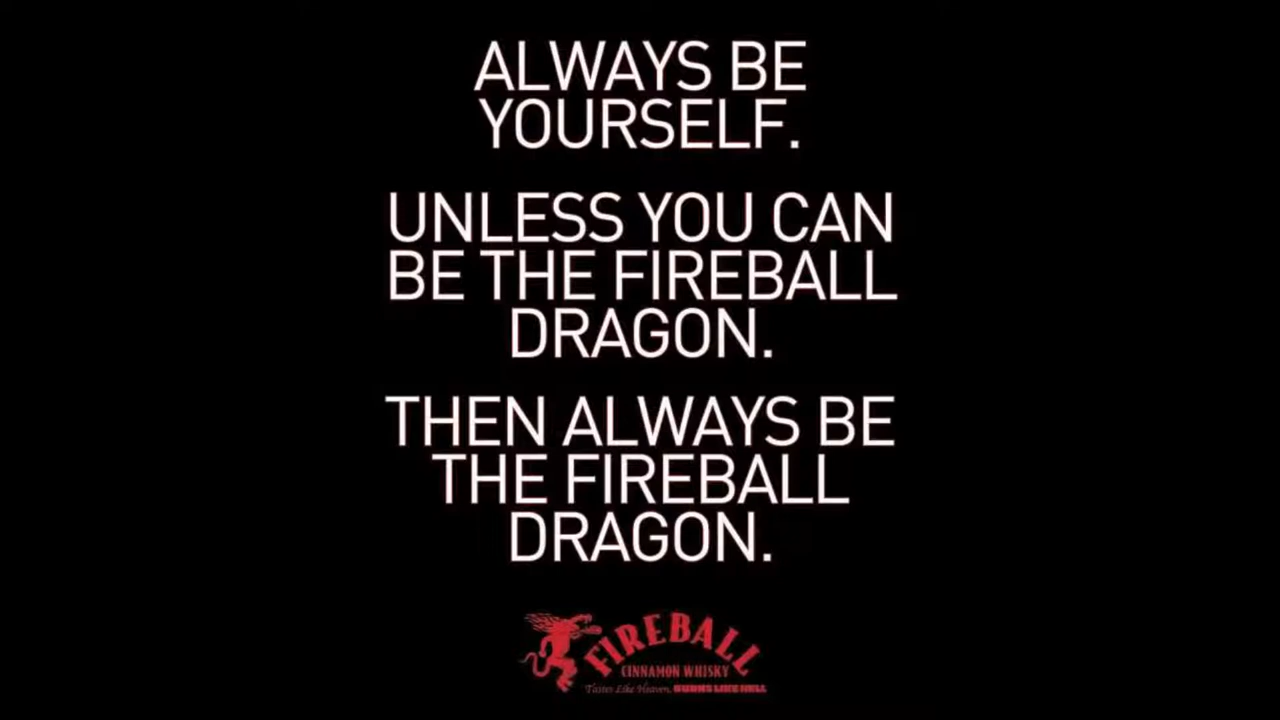 ALWAYS BE
YOURSELF.
UNLESS YOU CAN
BE THE FIREBALL
DRAGON.
THEN ALWAYS BE
THE FIREBALL
DRAGON.
FIREBALL
CINNAMON WHISKY
Tastes Like Heaven, BURNS LIKE HELL